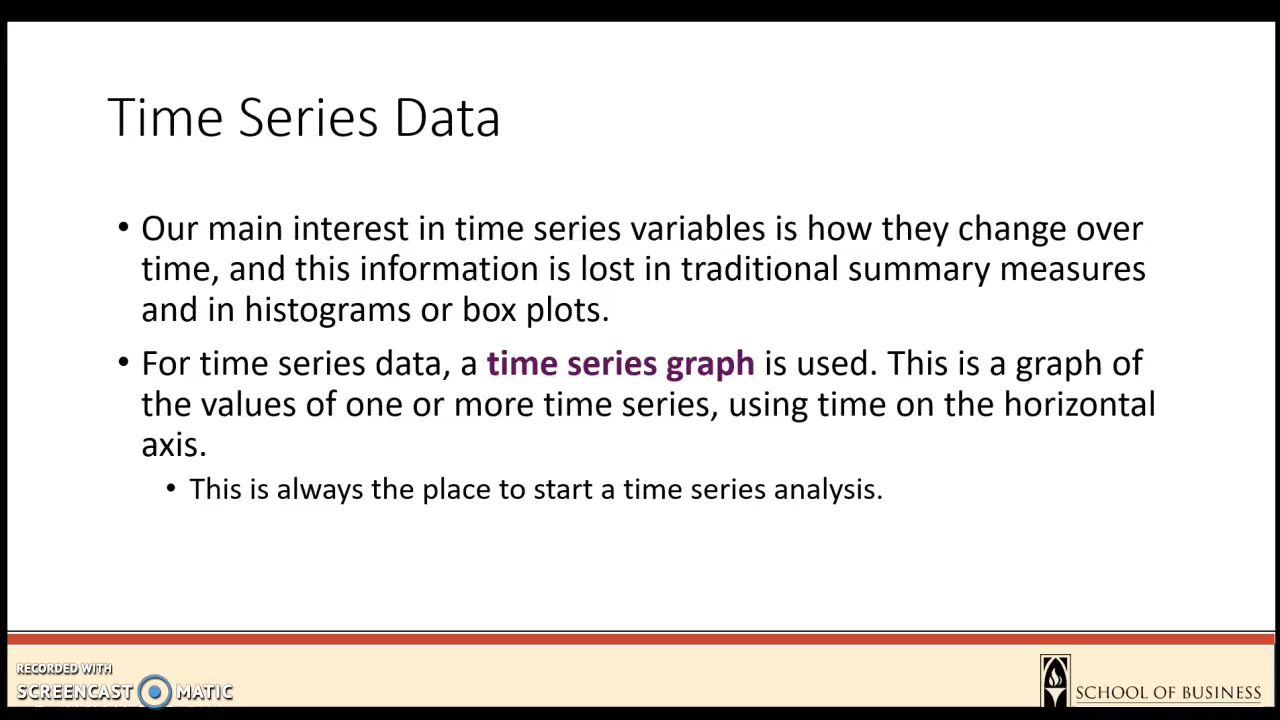 Time Series Data
• Our main interest in time series variables is how they change over
time, and this information is lost in traditional summary measures
and in histograms or box plots.
• For time series data, a time series graph is used. This is a graph of
the values of one or more time series, using time on the horizontal
axis.
• This is always the place to start a time series analysis.
RECORDED WITH
SCREENCAST MATIC
SCHOOL OF BUSINESS